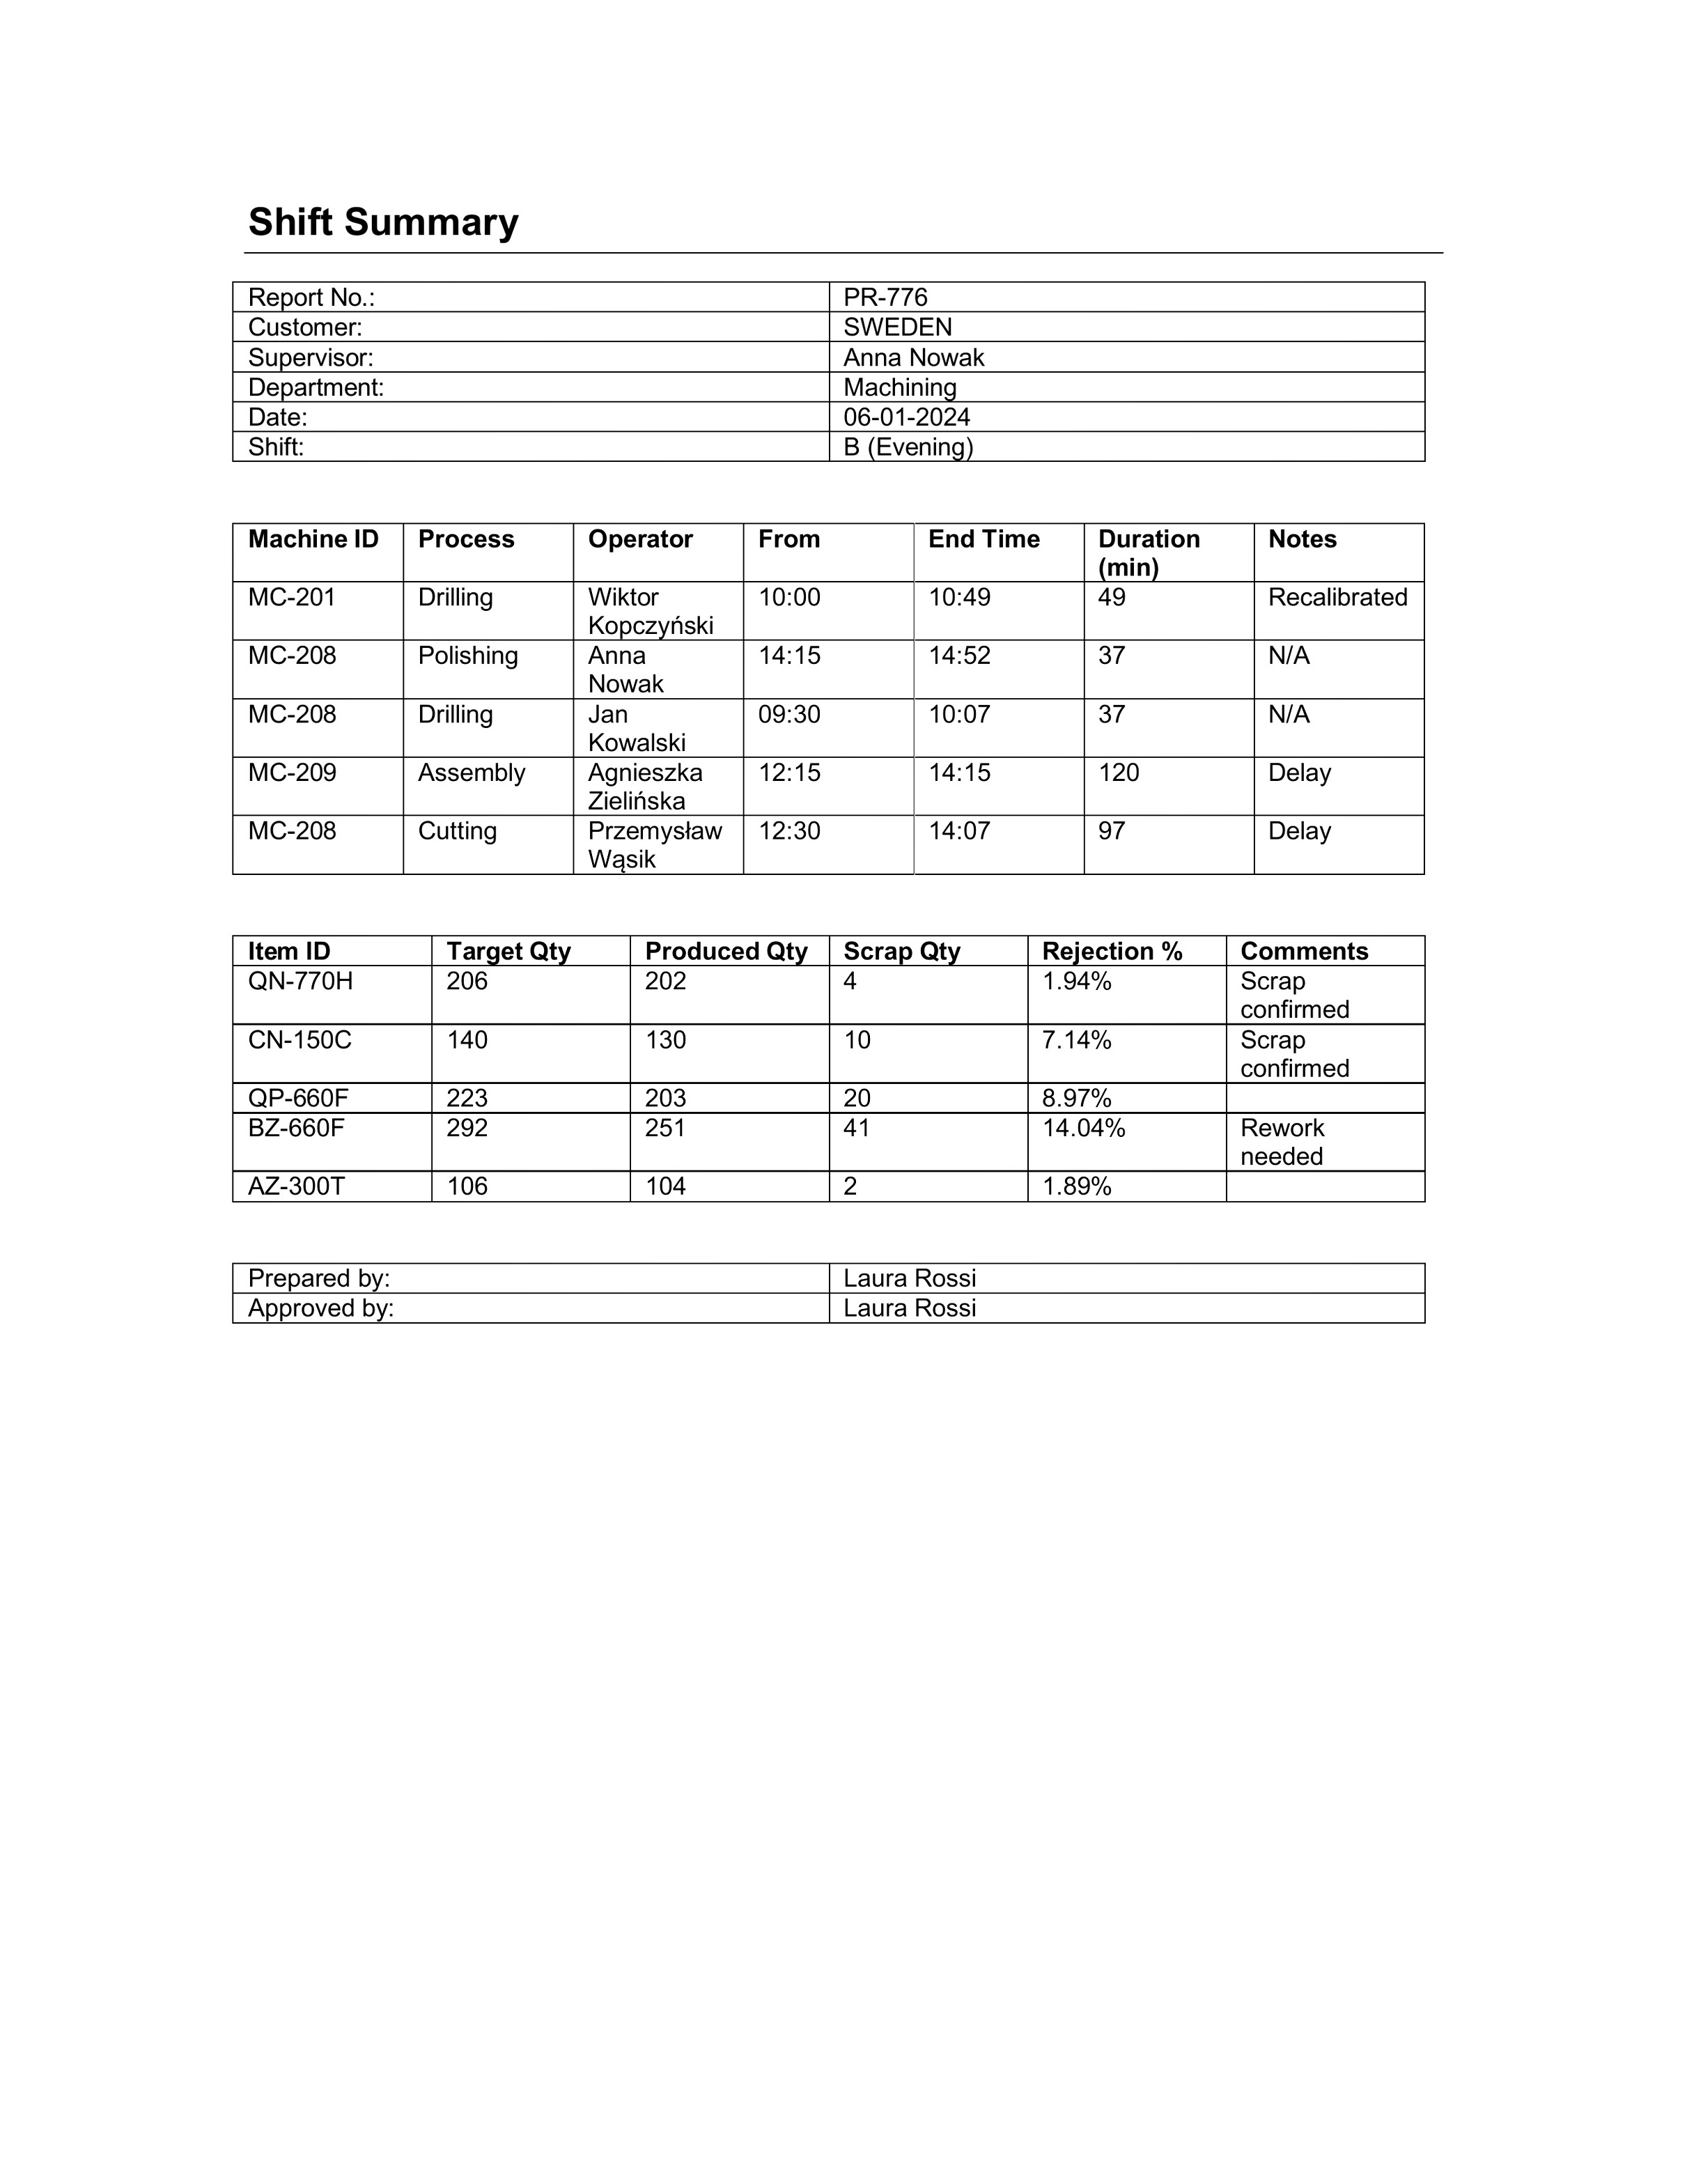 Shift Summary
Report No.: PR-776
Customer: SWEDEN
Supervisor: Anna Nowak
Department: Machining
Date: 06-01-2024
Shift: B (Evening)
Machine ID Process Operator From End Time Duration
(min) Notes
MC-201 Drilling Wiktor
Kopczyński 10:00 10:49 49 Recalibrated
MC-208 Polishing Anna
Nowak 14:15 14:52 37 N/A
MC-208 Drilling Jan
Kowalski 09:30 10:07 37 N/A
MC-209 Assembly Agnieszka
Zielińska 12:15 14:15 120 Delay
MC-208 Cutting Przemysław
Wąsik 12:30 14:07 97 Delay
Item ID Target Qty Produced Qty Scrap Qty Rejection % Comments
QN-770H 206 202 4 1.94% Scrap
confirmed
CN-150C 140 130 10 7.14% Scrap
confirmed
QP-660F 223 203 20 8.97%
BZ-660F 292 251 41 14.04% Rework
needed
AZ-300T 106 104 2 1.89%
Prepared by: Laura Rossi
Approved by: Laura Rossi